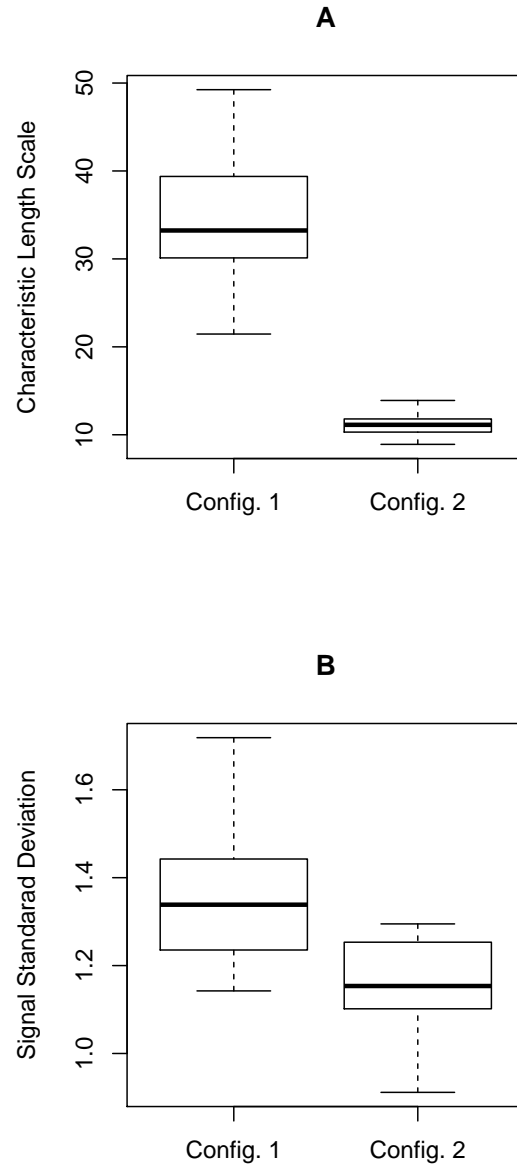 A
Characteristic Length Scale
50
40
30
20
10
Config. 1 Config. 2
B
Signal Standarad Deviation
1.6
1.4
1.2
1.0
Config. 1 Config. 2